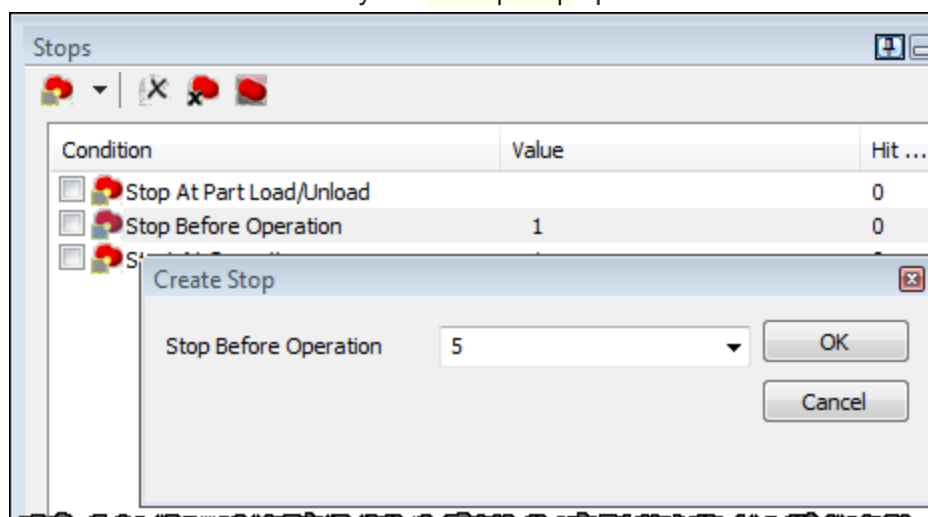 Stops
Condition Value Hit ...
Stop At Part Load/Unload 0
Stop Before Operation 1 0
Create Stop
Stop Before Operation 5 OK
Cancel